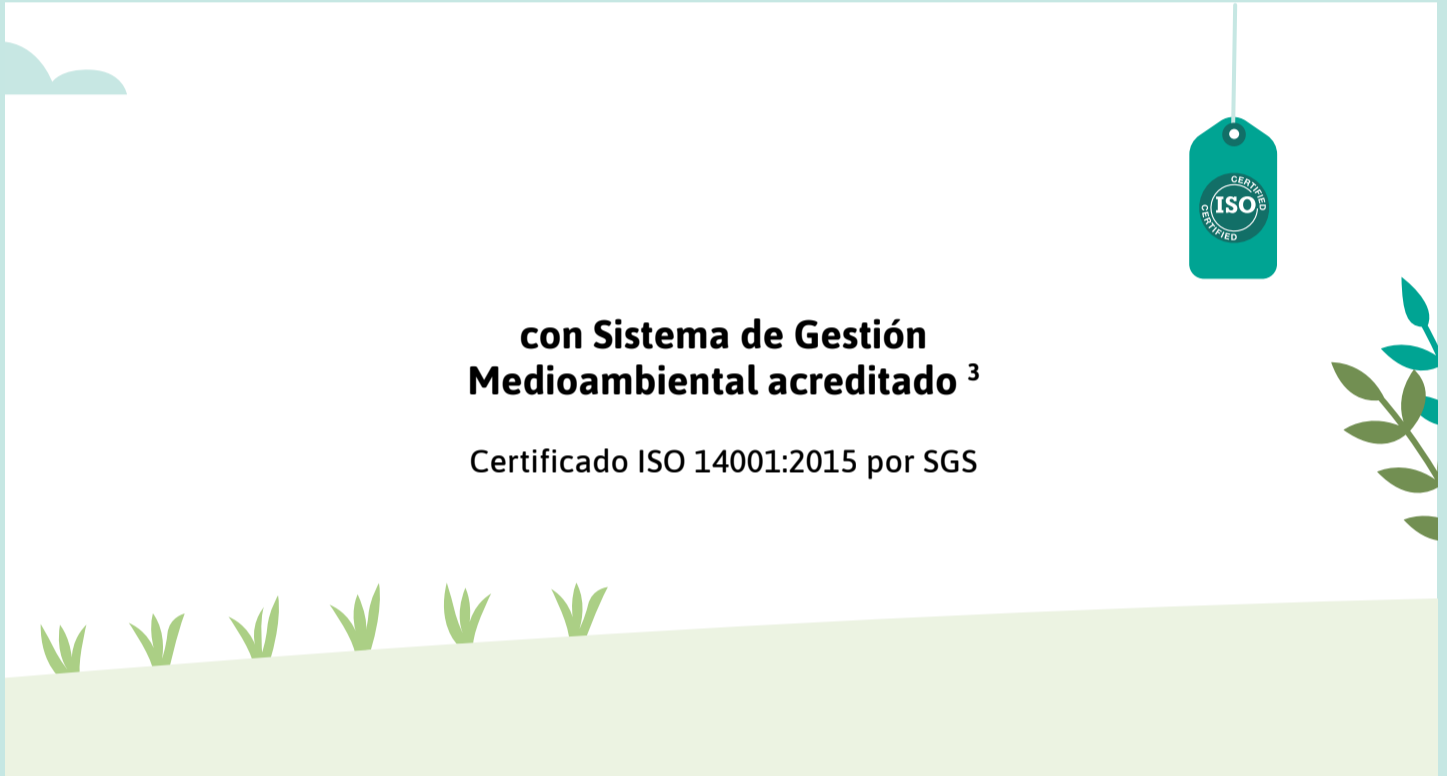 CERTIFIED
ISO
CERTIFIED
con Sistema de Gestión
Medioambiental acreditado ³
Certificado ISO 14001:2015 por SGS